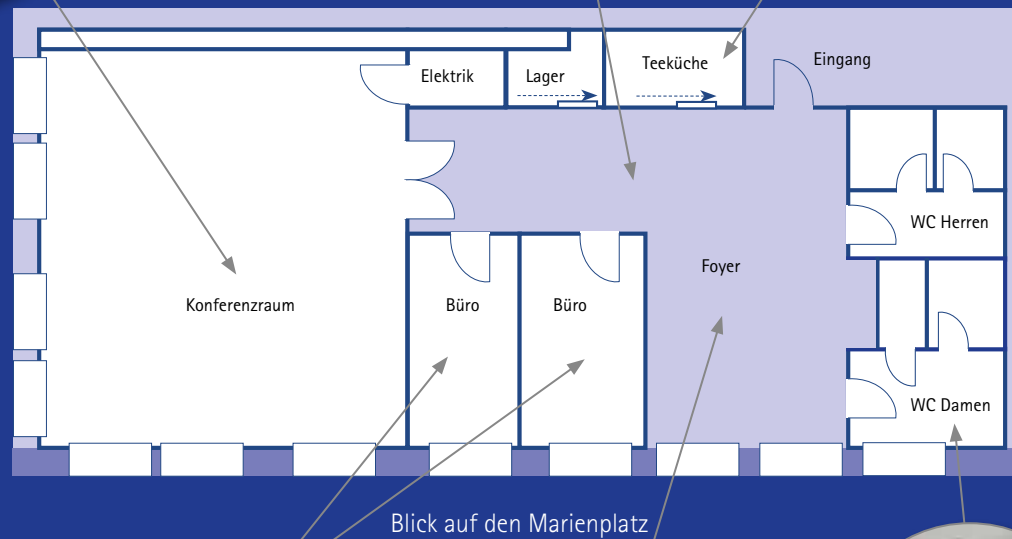 Elektrik
Lager
Teeküche
Eingang
WC Herren
Foyer
Konferenzraum
Büro
Büro
WC Damen
Blick auf den Marienplatz